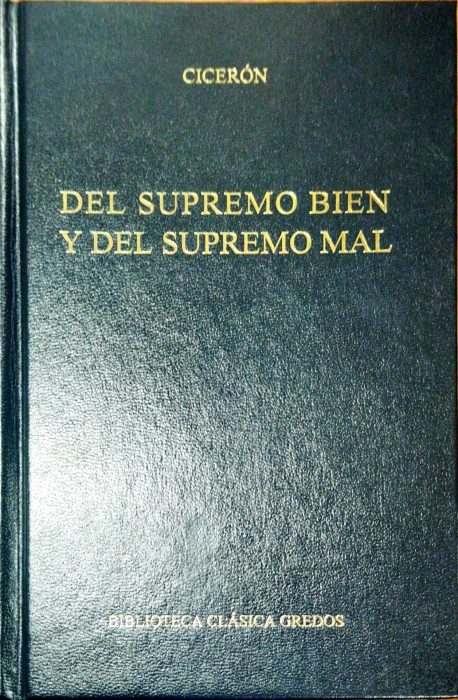 CICERÓN
DEL SUPREMO BIEN
Y DEL SUPREMO MAL
BIBLIOTECA CLÁSICA GREDOS